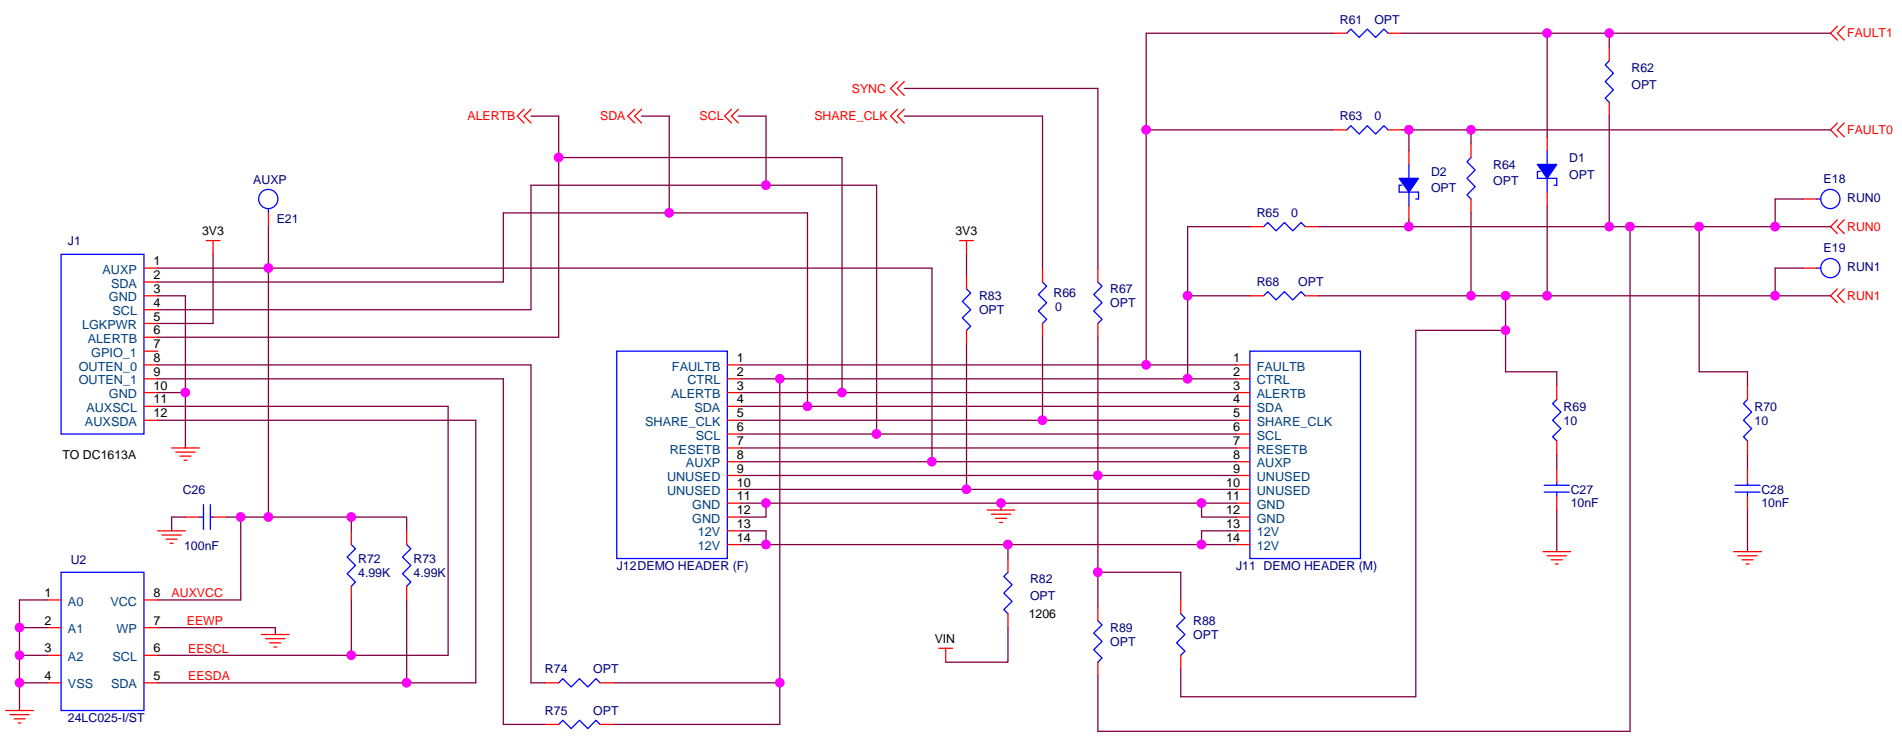 R61 OPT
FAULT1
R62
OPT
SYNC
ALERTB
SDA
SCL
SHARE_CLK
R63 0
FAULT0
D2
OPT
R64
OPT
D1
OPT
E18
RUN0
AUXP
E21
R65 0
RUN0
3V3
3V3
E19
RUN1
R68 OPT
RUN1
R83
OPT
R66
0
R67
OPT
J1
AUXP 1
SDA 2
GND 3
SCL 4
LGKPWR 5
ALERTB 6
GPIO_1 7
OUTEN_0 8
OUTEN_1 9
GND 10
AUXSCL 11
AUXSDA 12
TO DC1613A
FAULTB 1
CTRL 2
ALERTB 3
SDA 4
SHARE_CLK 5
SCL 6
RESETB 7
AUXP 8
UNUSED 9
UNUSED 10
GND 11
GND 12
12V 13
12V 14
J12 DEMO HEADER (F)
1 FAULTB
2 CTRL
3 ALERTB
4 SDA
5 SHARE_CLK
6 SCL
7 RESETB
8 AUXP
9 UNUSED
10 UNUSED
11 GND
12 GND
13 12V
14 12V
J11 DEMO HEADER (M)
R69
10
R70
10
C27
10nF
C28
10nF
C26
100nF
R72
4.99K
R73
4.99K
R82
OPT
1206
VIN
R89
OPT
R88
OPT
U2
1 A0 VCC 8 AUXVCC
2 A1 WP 7 EEWP
3 A2 SCL 6 EESCL
4 VSS SDA 5 EESDA
24LC025-I/ST
R74 OPT
R75 OPT